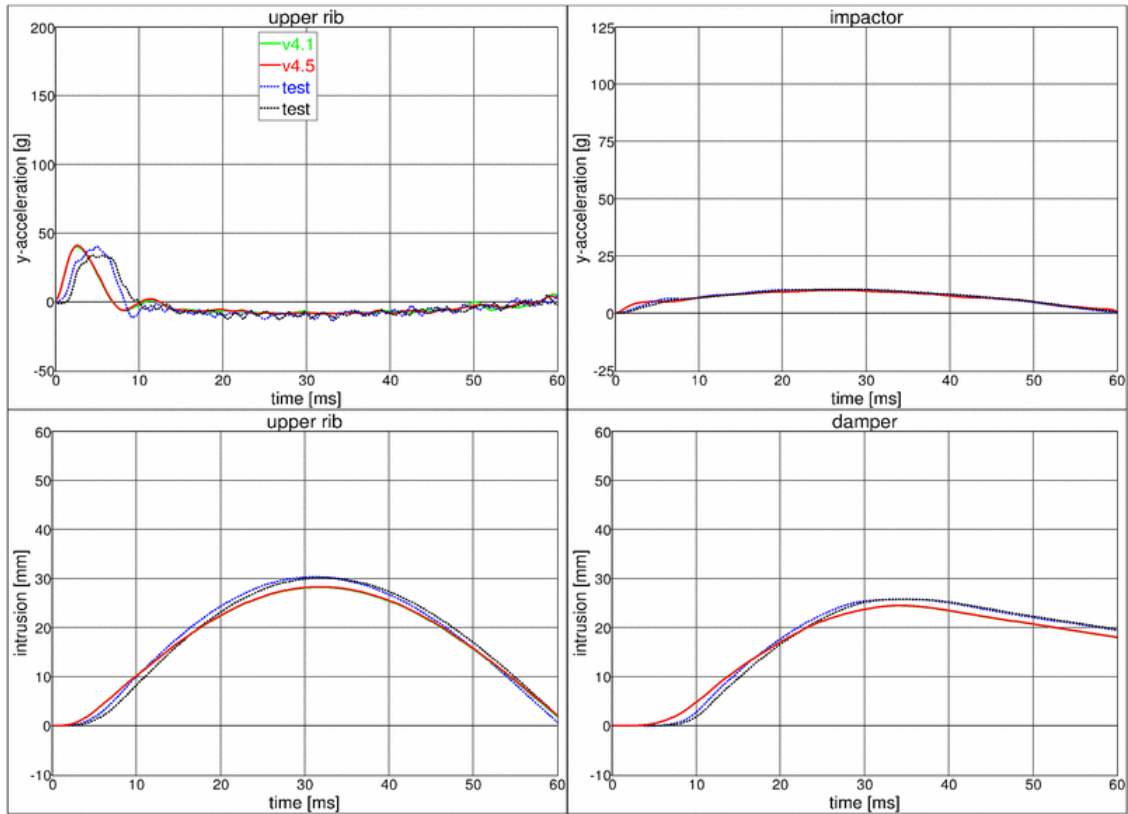 upper rib
200
150
100
50
0
-50
y-acceleration [g]
v4.1
v4.5
test
test
0 10 20 30 40 50 60
time [ms]
impactor
125
100
75
50
25
0
-25
y-acceleration [g]
0 10 20 30 40 50 60
time [ms]
upper rib
60
50
40
30
20
10
0
-10
intrusion [mm]
0 10 20 30 40 50 60
time [ms]
damper
60
50
40
30
20
10
0
-10
intrusion [mm]
0 10 20 30 40 50 60
time [ms]